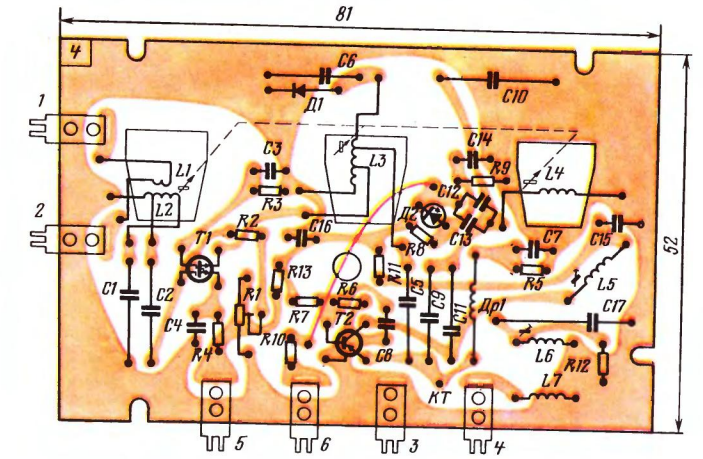 81
4
C6
Д1
C10
1
L1
C3
L3
C14
R9
L4
R3
C12
L2
Д2
2
T1
R2
C16
R8
C13
C7
C15
52
R13
R11
R5
L5
C1
C2
R1
R6
C5
C9
C11
Др1
C17
C4
R7
T2
R4
R10
C8
L6
R12
КТ
L7
5
6
3
4